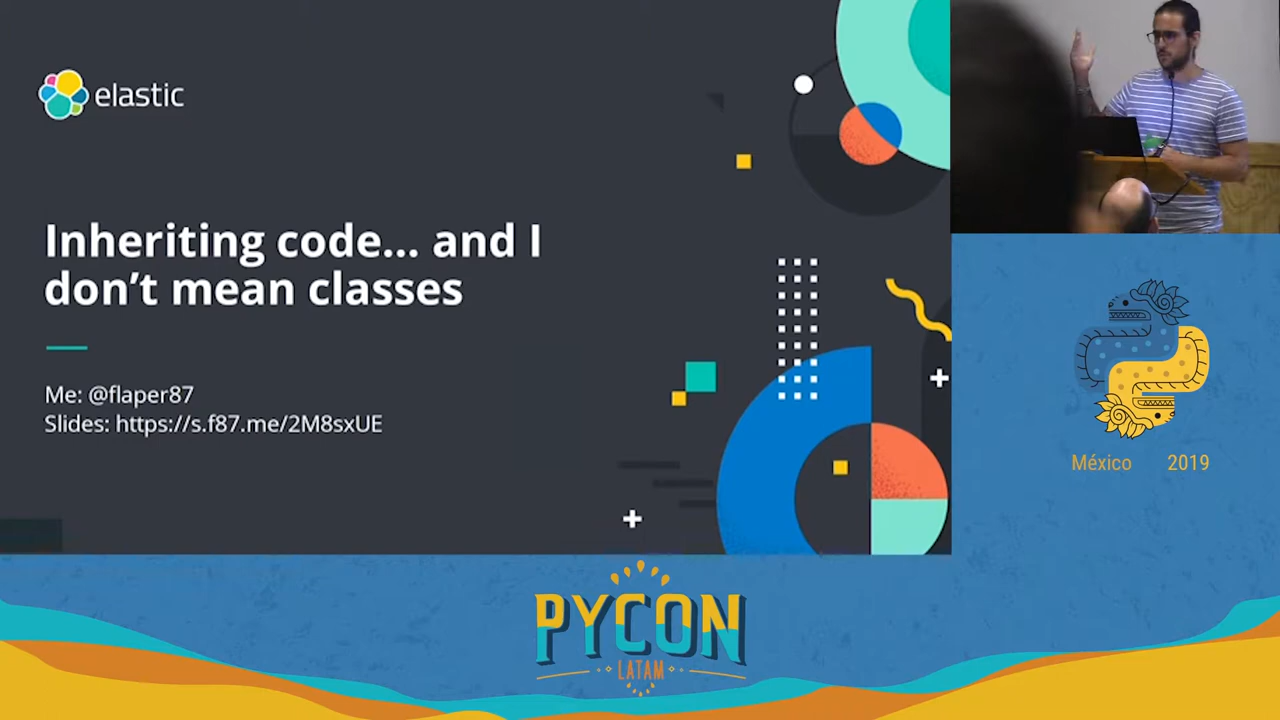 elastic
Inheriting code... and I
don't mean classes
Me: @flaper87
Slides: https://s.f87.me/2M8sxUE
México 2019
PYCON
LATAM